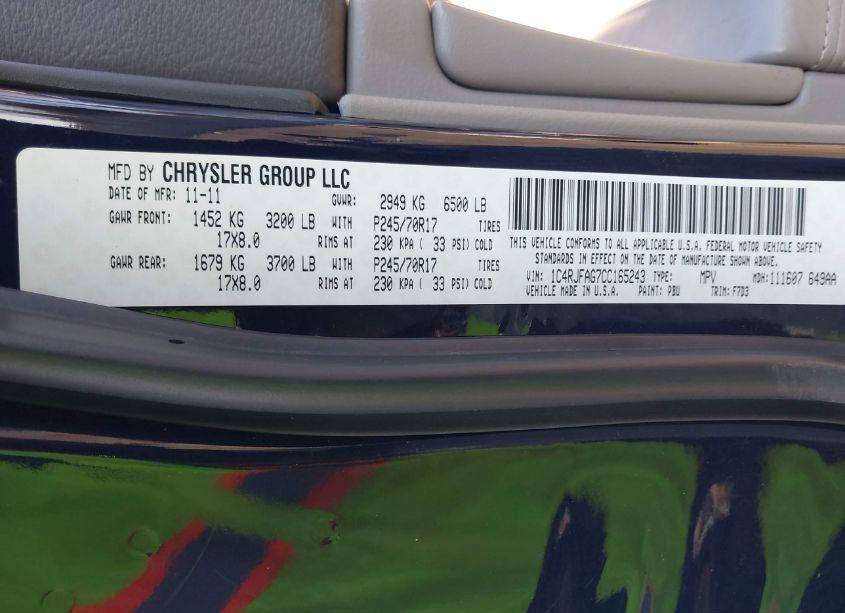 MFD BY CHRYSLER GROUP LLC
DATE OF MFR: 11-11 GVWR: 2949 KG 6500 LB
GAWR FRONT: 1452 KG 3200 LB WITH P245/70R17 TIRES
17X8.0 RIMS AT 230 KPA ( 33 PSI) COLD
GAWR REAR: 1679 KG 3700 LB WITH P245/70R17 TIRES
17X8.0 RIMS AT 230 KPA ( 33 PSI) COLD
THIS VEHICLE CONFORMS TO ALL APPLICABLE U.S.A. FEDERAL MOTOR VEHICLE SAFETY
STANDARDS IN EFFECT ON THE DATE OF MANUFACTURE SHOWN ABOVE.
VIN: 1C4RJFAG7CC165243 TYPE: MPV MDH: 111607 649AA
VEHICLE MADE IN U.S.A. PAINT: PBU TRIM: F7D3